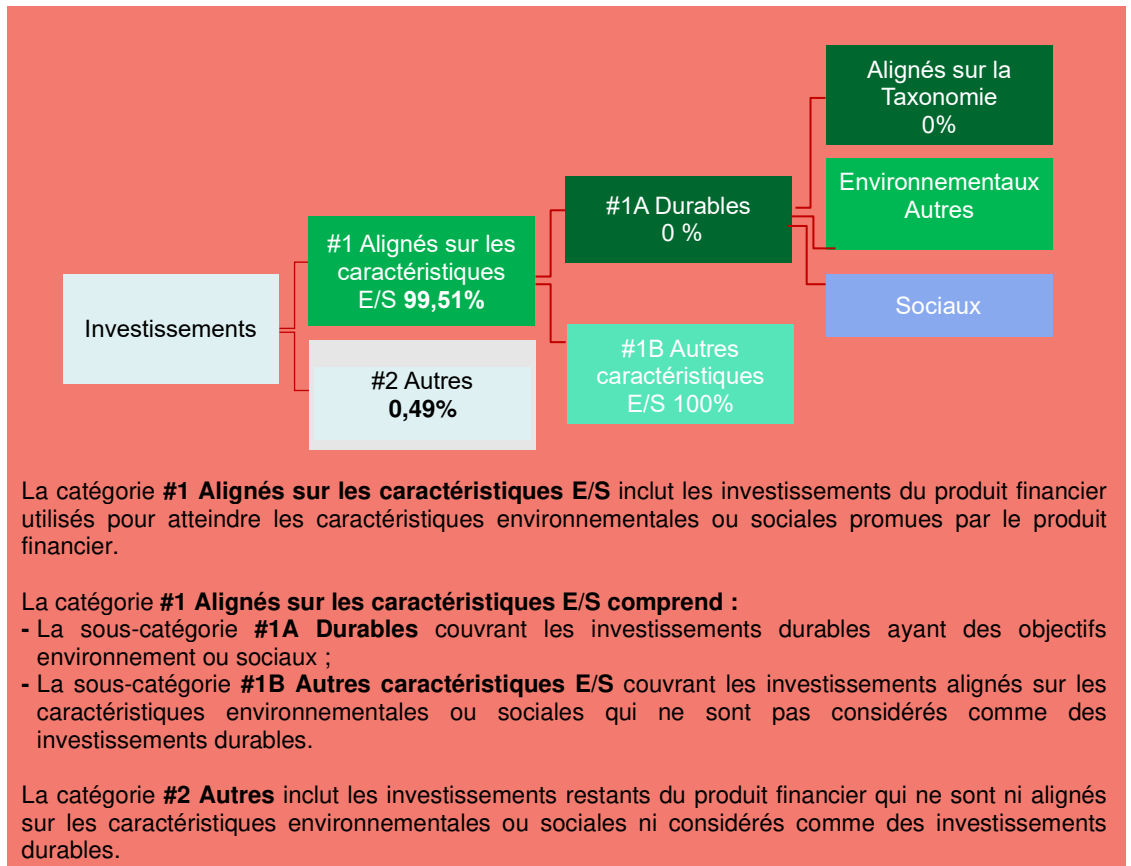 Alignés sur la
Taxonomie
0%
Environnementaux
Autres
#1A Durables
0 %
#1 Alignés sur les
caractéristiques
E/S 99,51%
Sociaux
Investissements
#1B Autres
caractéristiques
E/S 100%
#2 Autres
0,49%
La catégorie #1 Alignés sur les caractéristiques E/S inclut les investissements du produit financier
utilisés pour atteindre les caractéristiques environnementales ou sociales promues par le produit
financier.
La catégorie #1 Alignés sur les caractéristiques E/S comprend :
- La sous-catégorie #1A Durables couvrant les investissements durables ayant des objectifs
environnement ou sociaux ;
- La sous-catégorie #1B Autres caractéristiques E/S couvrant les investissements alignés sur les
caractéristiques environnementales ou sociales qui ne sont pas considérés comme des
investissements durables.
La catégorie #2 Autres inclut les investissements restants du produit financier qui ne sont ni alignés
sur les caractéristiques environnementales ou sociales ni considérés comme des investissements
durables.